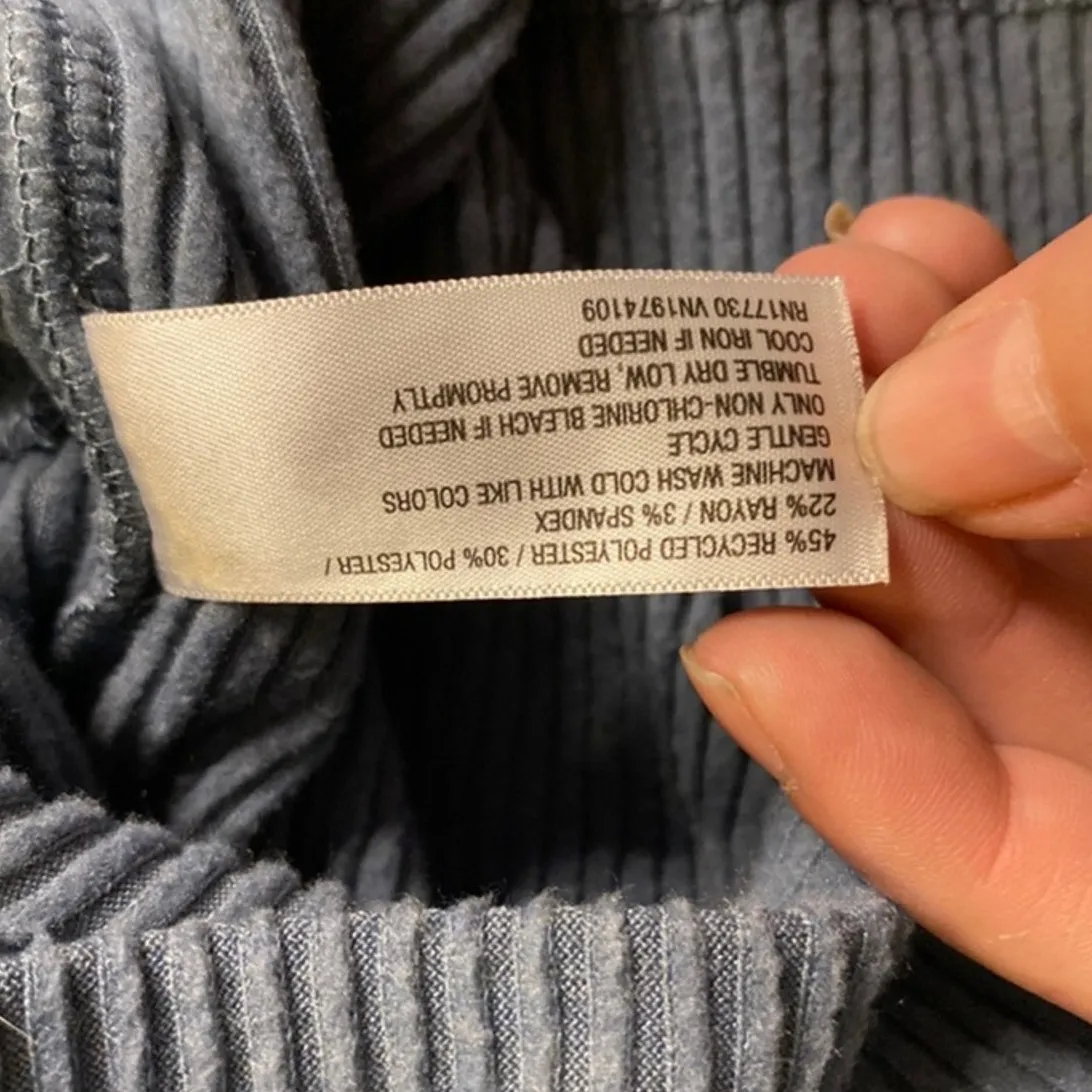 45% RECYCLED POLYESTER / 30% POLYESTER /
22% RAYON / 3% SPANDEX
MACHINE WASH COLD WITH LIKE COLORS
GENTLE CYCLE
ONLY NON-CHLORINE BLEACH IF NEEDED
TUMBLE DRY LOW, REMOVE PROMPTLY
COOL IRON IF NEEDED
RN17730 VN1974109